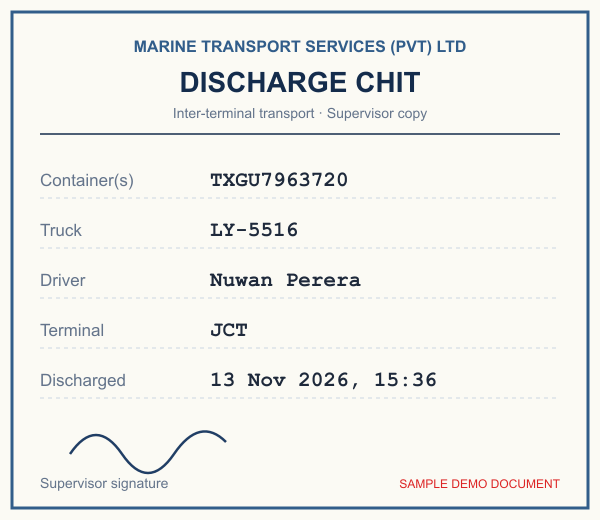 MARINE TRANSPORT SERVICES (PVT) LTD
DISCHARGE CHIT
Inter-terminal transport · Supervisor copy
Container(s) TXGU7963720
Truck LY-5516
Driver Nuwan Perera
Terminal JCT
Discharged 13 Nov 2026, 15:36
Supervisor signature SAMPLE DEMO DOCUMENT